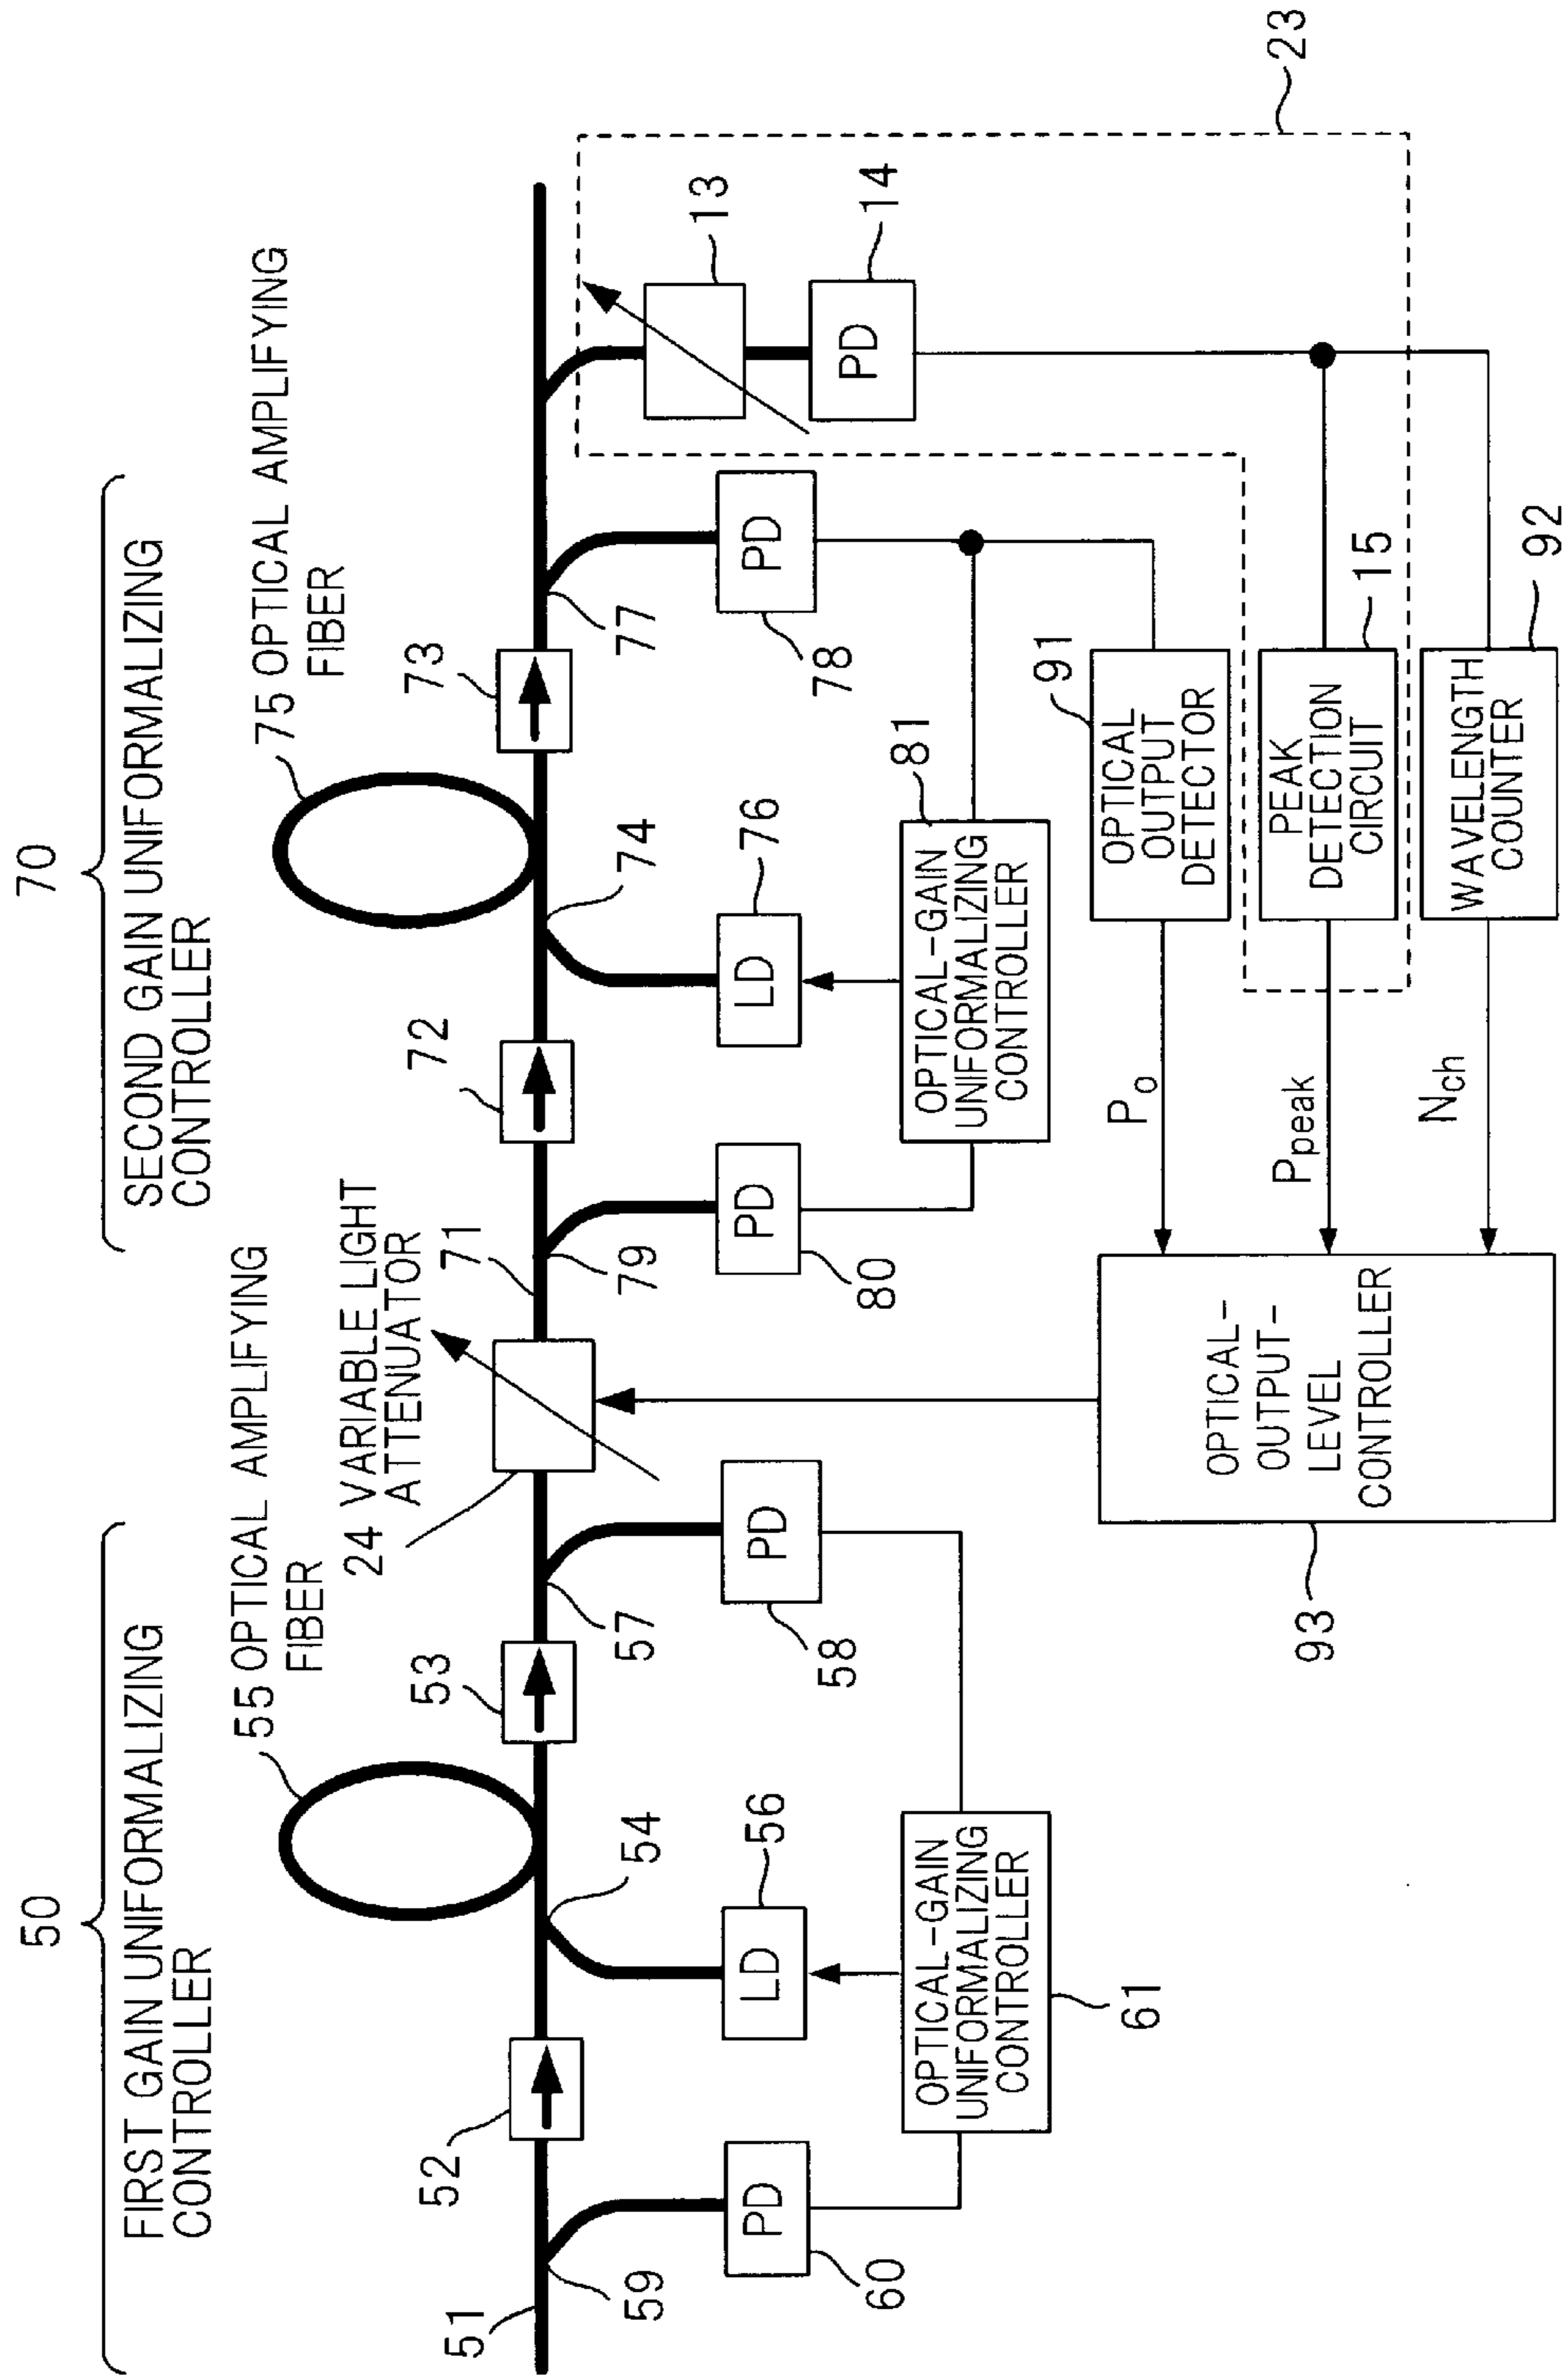 50
FIRST GAIN UNIFORMALIZING
CONTROLLER
70
SECOND GAIN UNIFORMALIZING
CONTROLLER
55 OPTICAL AMPLIFYING
FIBER
75 OPTICAL AMPLIFYING
FIBER
24 VARIABLE LIGHT
ATTENUATOR
51
59
52
54
53
57
71
79
72
74
73
77
13
23
PD
60
LD
56
PD
58
PD
80
LD
76
PD
78
PD
14
OPTICAL-GAIN
UNIFORMALIZING
CONTROLLER
61
OPTICAL-GAIN
UNIFORMALIZING
CONTROLLER
81
OPTICAL-
OUTPUT-
LEVEL
CONTROLLER
93
Po
Ppeak
Nch
OPTICAL
OUTPUT
DETECTOR
91
PEAK
DETECTION
CIRCUIT
15
WAVELENGTH
COUNTER
92